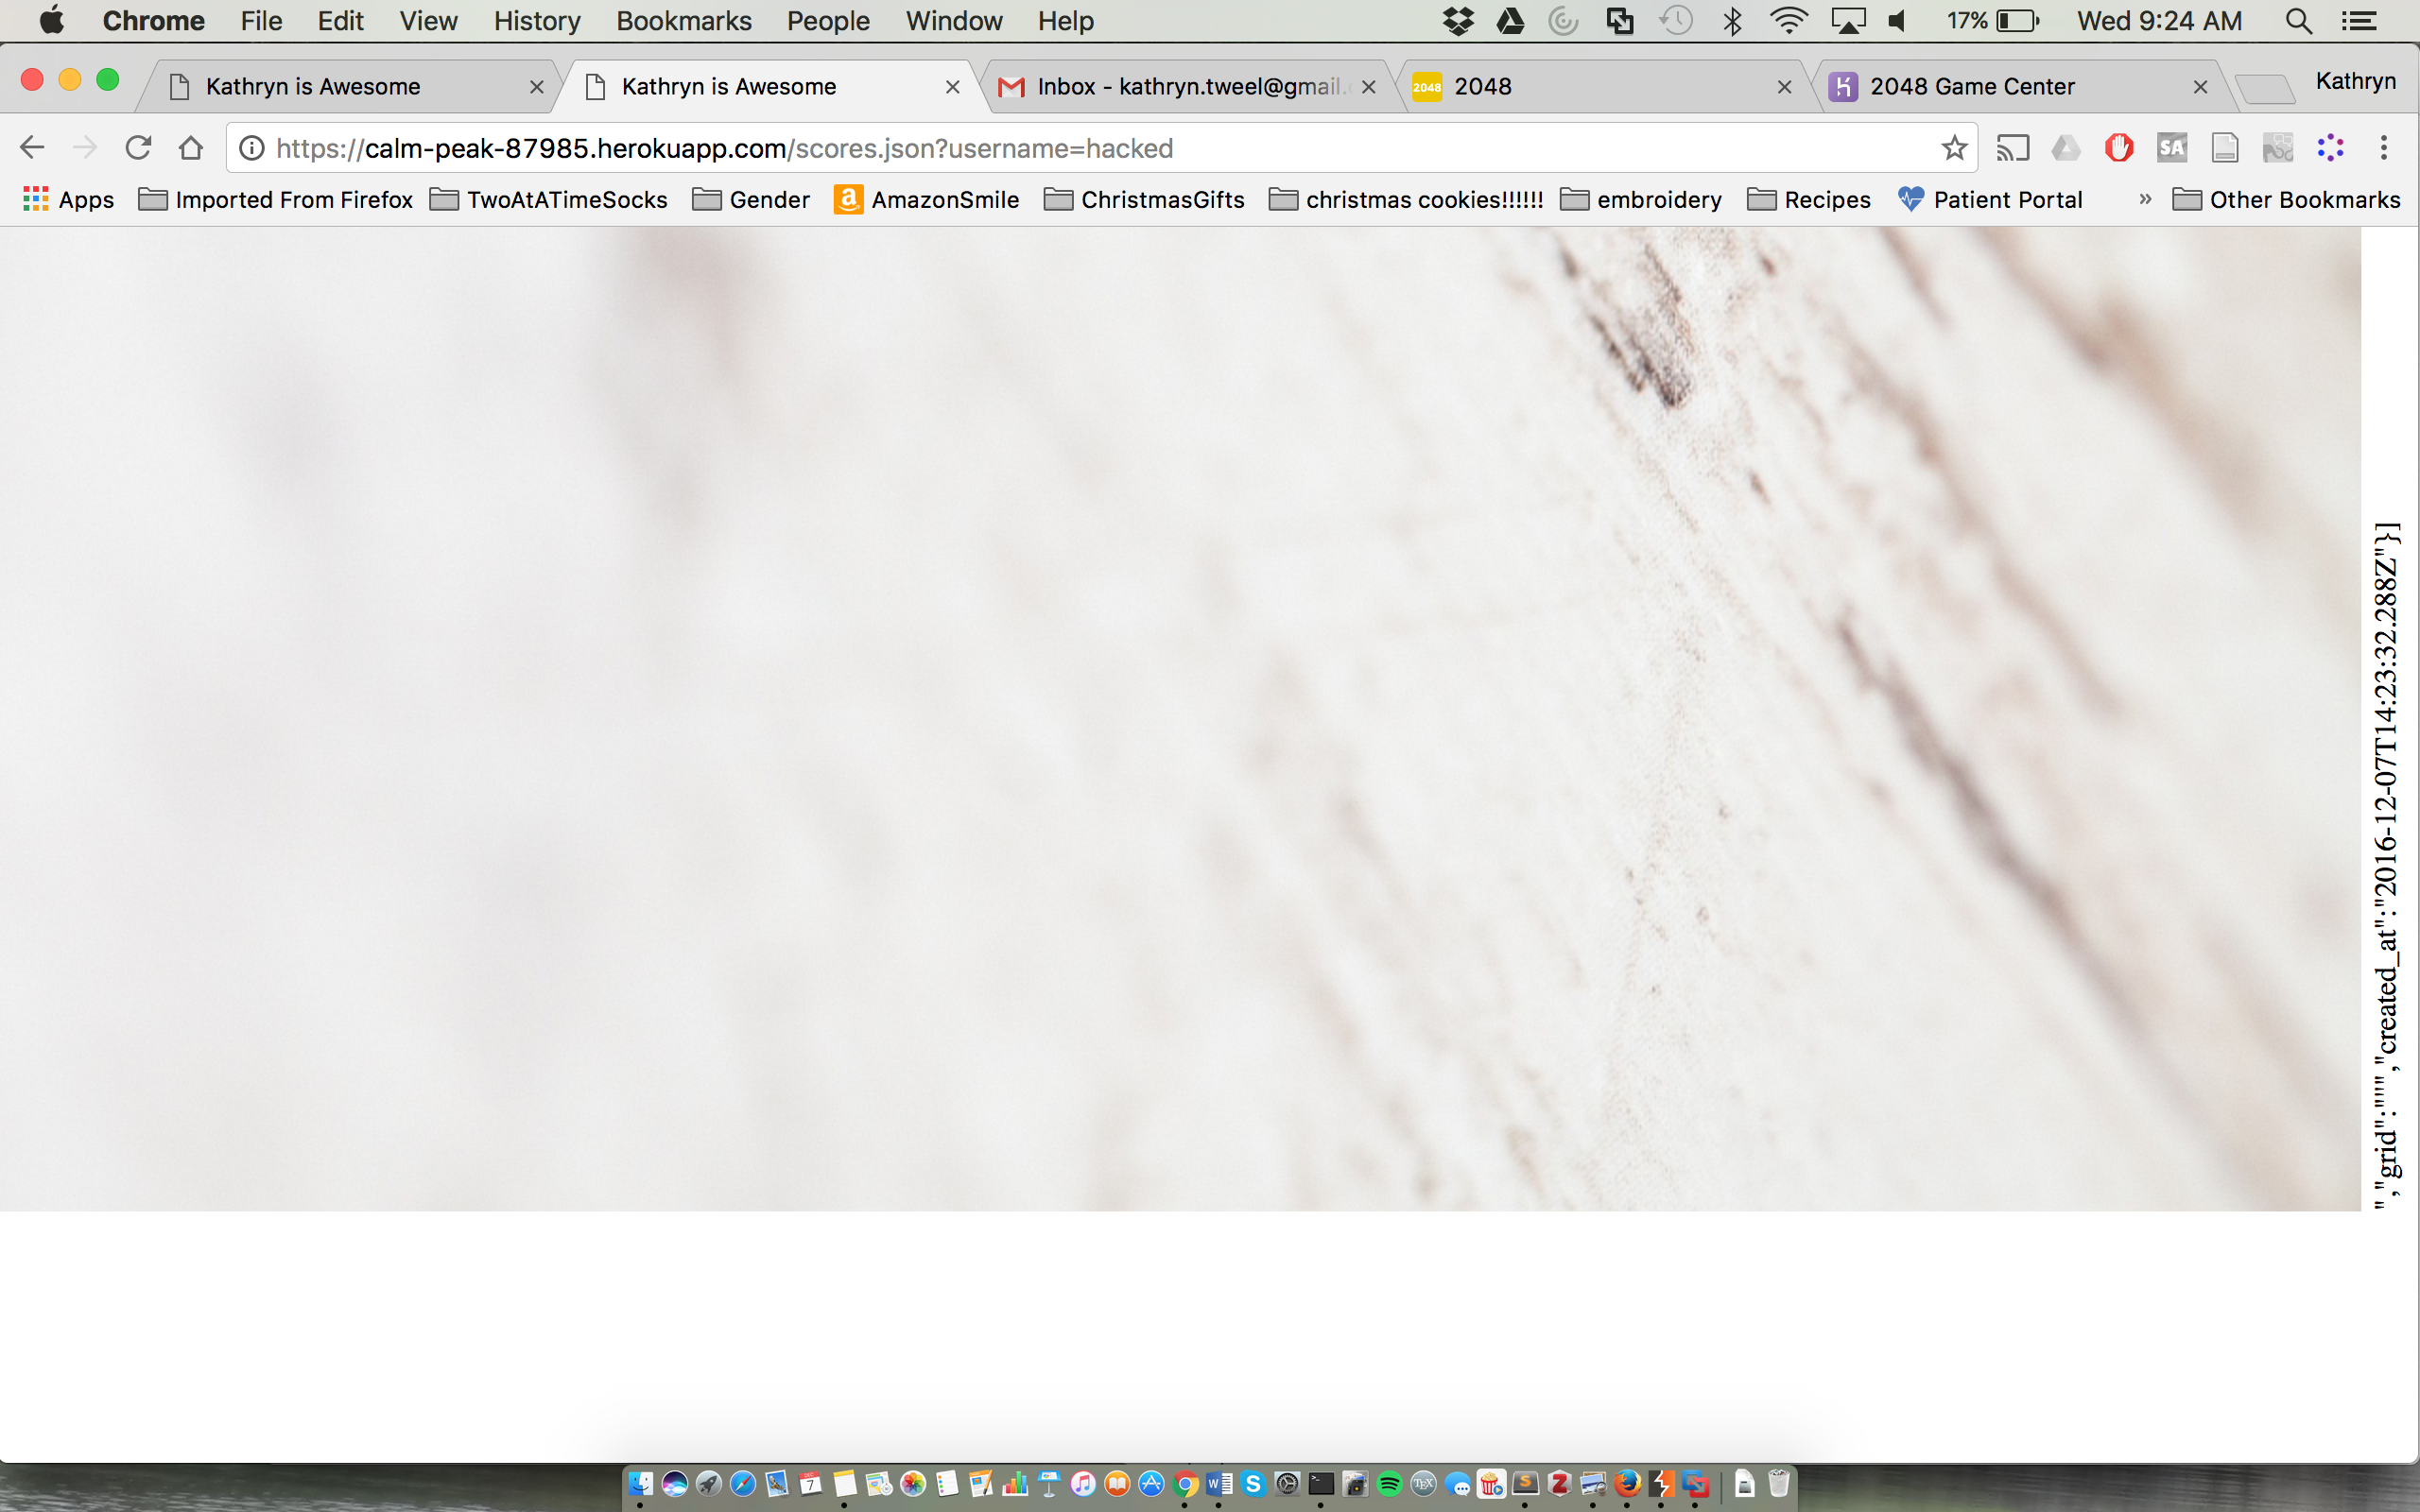 Chrome File Edit View History Bookmarks People Window Help 17% Wed 9:24 AM
Kathryn is Awesome Kathryn is Awesome Inbox - kathryn.tweel@gmail. 2048 2048 2048 Game Center Kathryn
https://calm-peak-87985.herokuapp.com/scores.json?username=hacked SA
Apps Imported From Firefox TwoAtATimeSocks Gender a AmazonSmile ChristmasGifts christmas cookies!!!!!! embroidery Recipes Patient Portal » Other Bookmarks
","grid":"""","created_at":"2016-12-07T14:23:32.288Z"}]